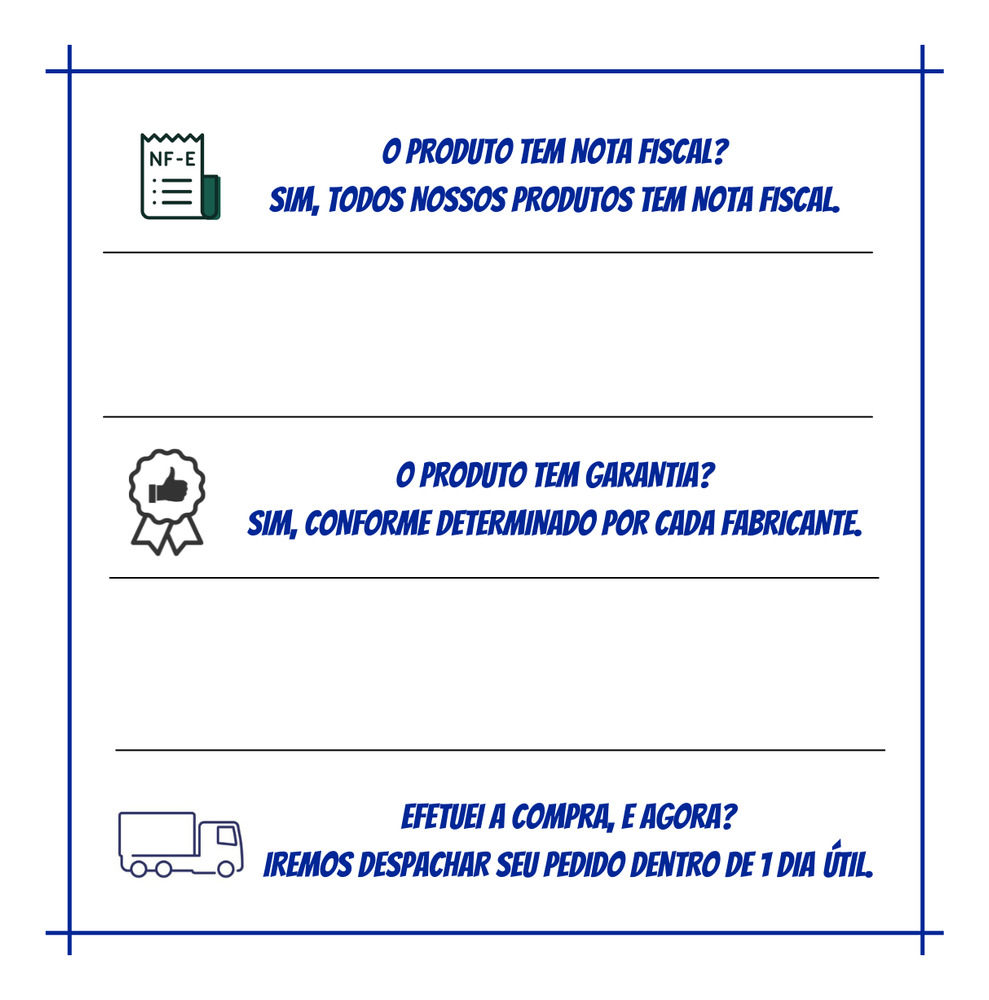 NF-E
O PRODUTO TEM NOTA FISCAL?
SIM, TODOS NOSSOS PRODUTOS TEM NOTA FISCAL.
O PRODUTO TEM GARANTIA?
SIM, CONFORME DETERMINADO POR CADA FABRICANTE.
EFETUEI A COMPRA, E AGORA?
IREMOS DESPACHAR SEU PEDIDO DENTRO DE 1 DIA ÚTIL.